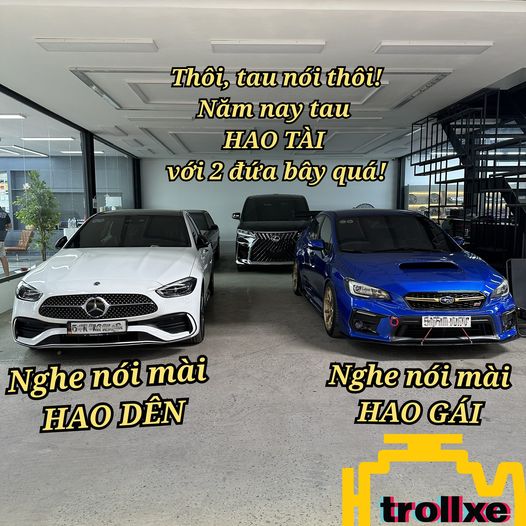 Thôi, tau nói thôi!
Năm nay tau
HAO TÀI
với 2 đứa bây quá!
Nghe nói mài
HAO DÊN
Nghe nói mài
HAO GÁI
trollxe